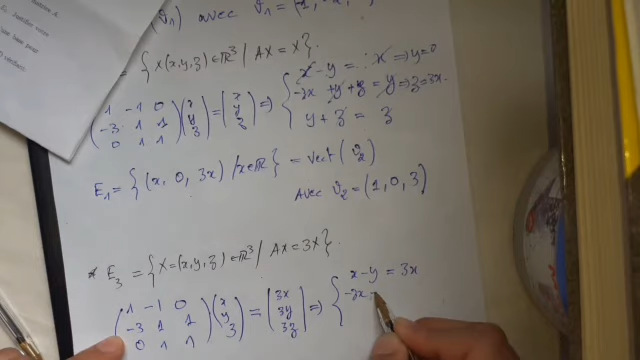 avec v₁ = (1, -2,
= { X(x,y,z) ∈ ℝ³ / AX = X }.
(1 -1 0
-3 1 1
0 1 1) (x
y
z) = [x
y
z] ⟹ { x - y = x ⟹ y = 0
-3x + y + z = y ⟹ z = 3x.
y + z = z
E₁ = { (x, 0, 3x) / x ∈ ℝ } = Vect (v₂)
avec v₂ = (1, 0, 3)
* E₃ = { X = (x, y, z) ∈ ℝ³ / AX = 3X }.
(1 -1 0
-3 1 1
0 1 1) (x
y
z) = [3x
3y
3z] ⟹ { x - y = 3x
-3x